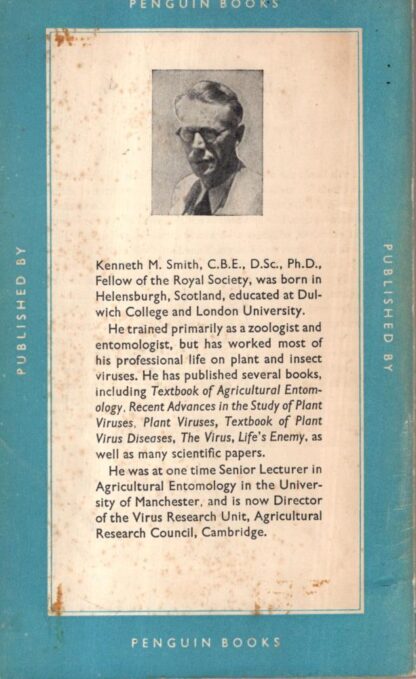 PENGUIN BOOKS
PUBLISHED BY
PUBLISHED BY
Kenneth M. Smith, C.B.E., D.Sc., Ph.D.,
Fellow of the Royal Society, was born in
Helensburgh, Scotland, educated at Dul-
wich College and London University.
He trained primarily as a zoologist and
entomologist, but has worked most of
his professional life on plant and insect
viruses. He has published several books,
including Textbook of Agricultural Entom-
ology, Recent Advances in the Study of Plant
Viruses, Plant Viruses, Textbook of Plant
Virus Diseases, The Virus, Life's Enemy, as
well as many scientific papers.
He was at one time Senior Lecturer in
Agricultural Entomology in the Univer-
sity of Manchester, and is now Director
of the Virus Research Unit, Agricultural
Research Council, Cambridge.
PENGUIN BOOKS